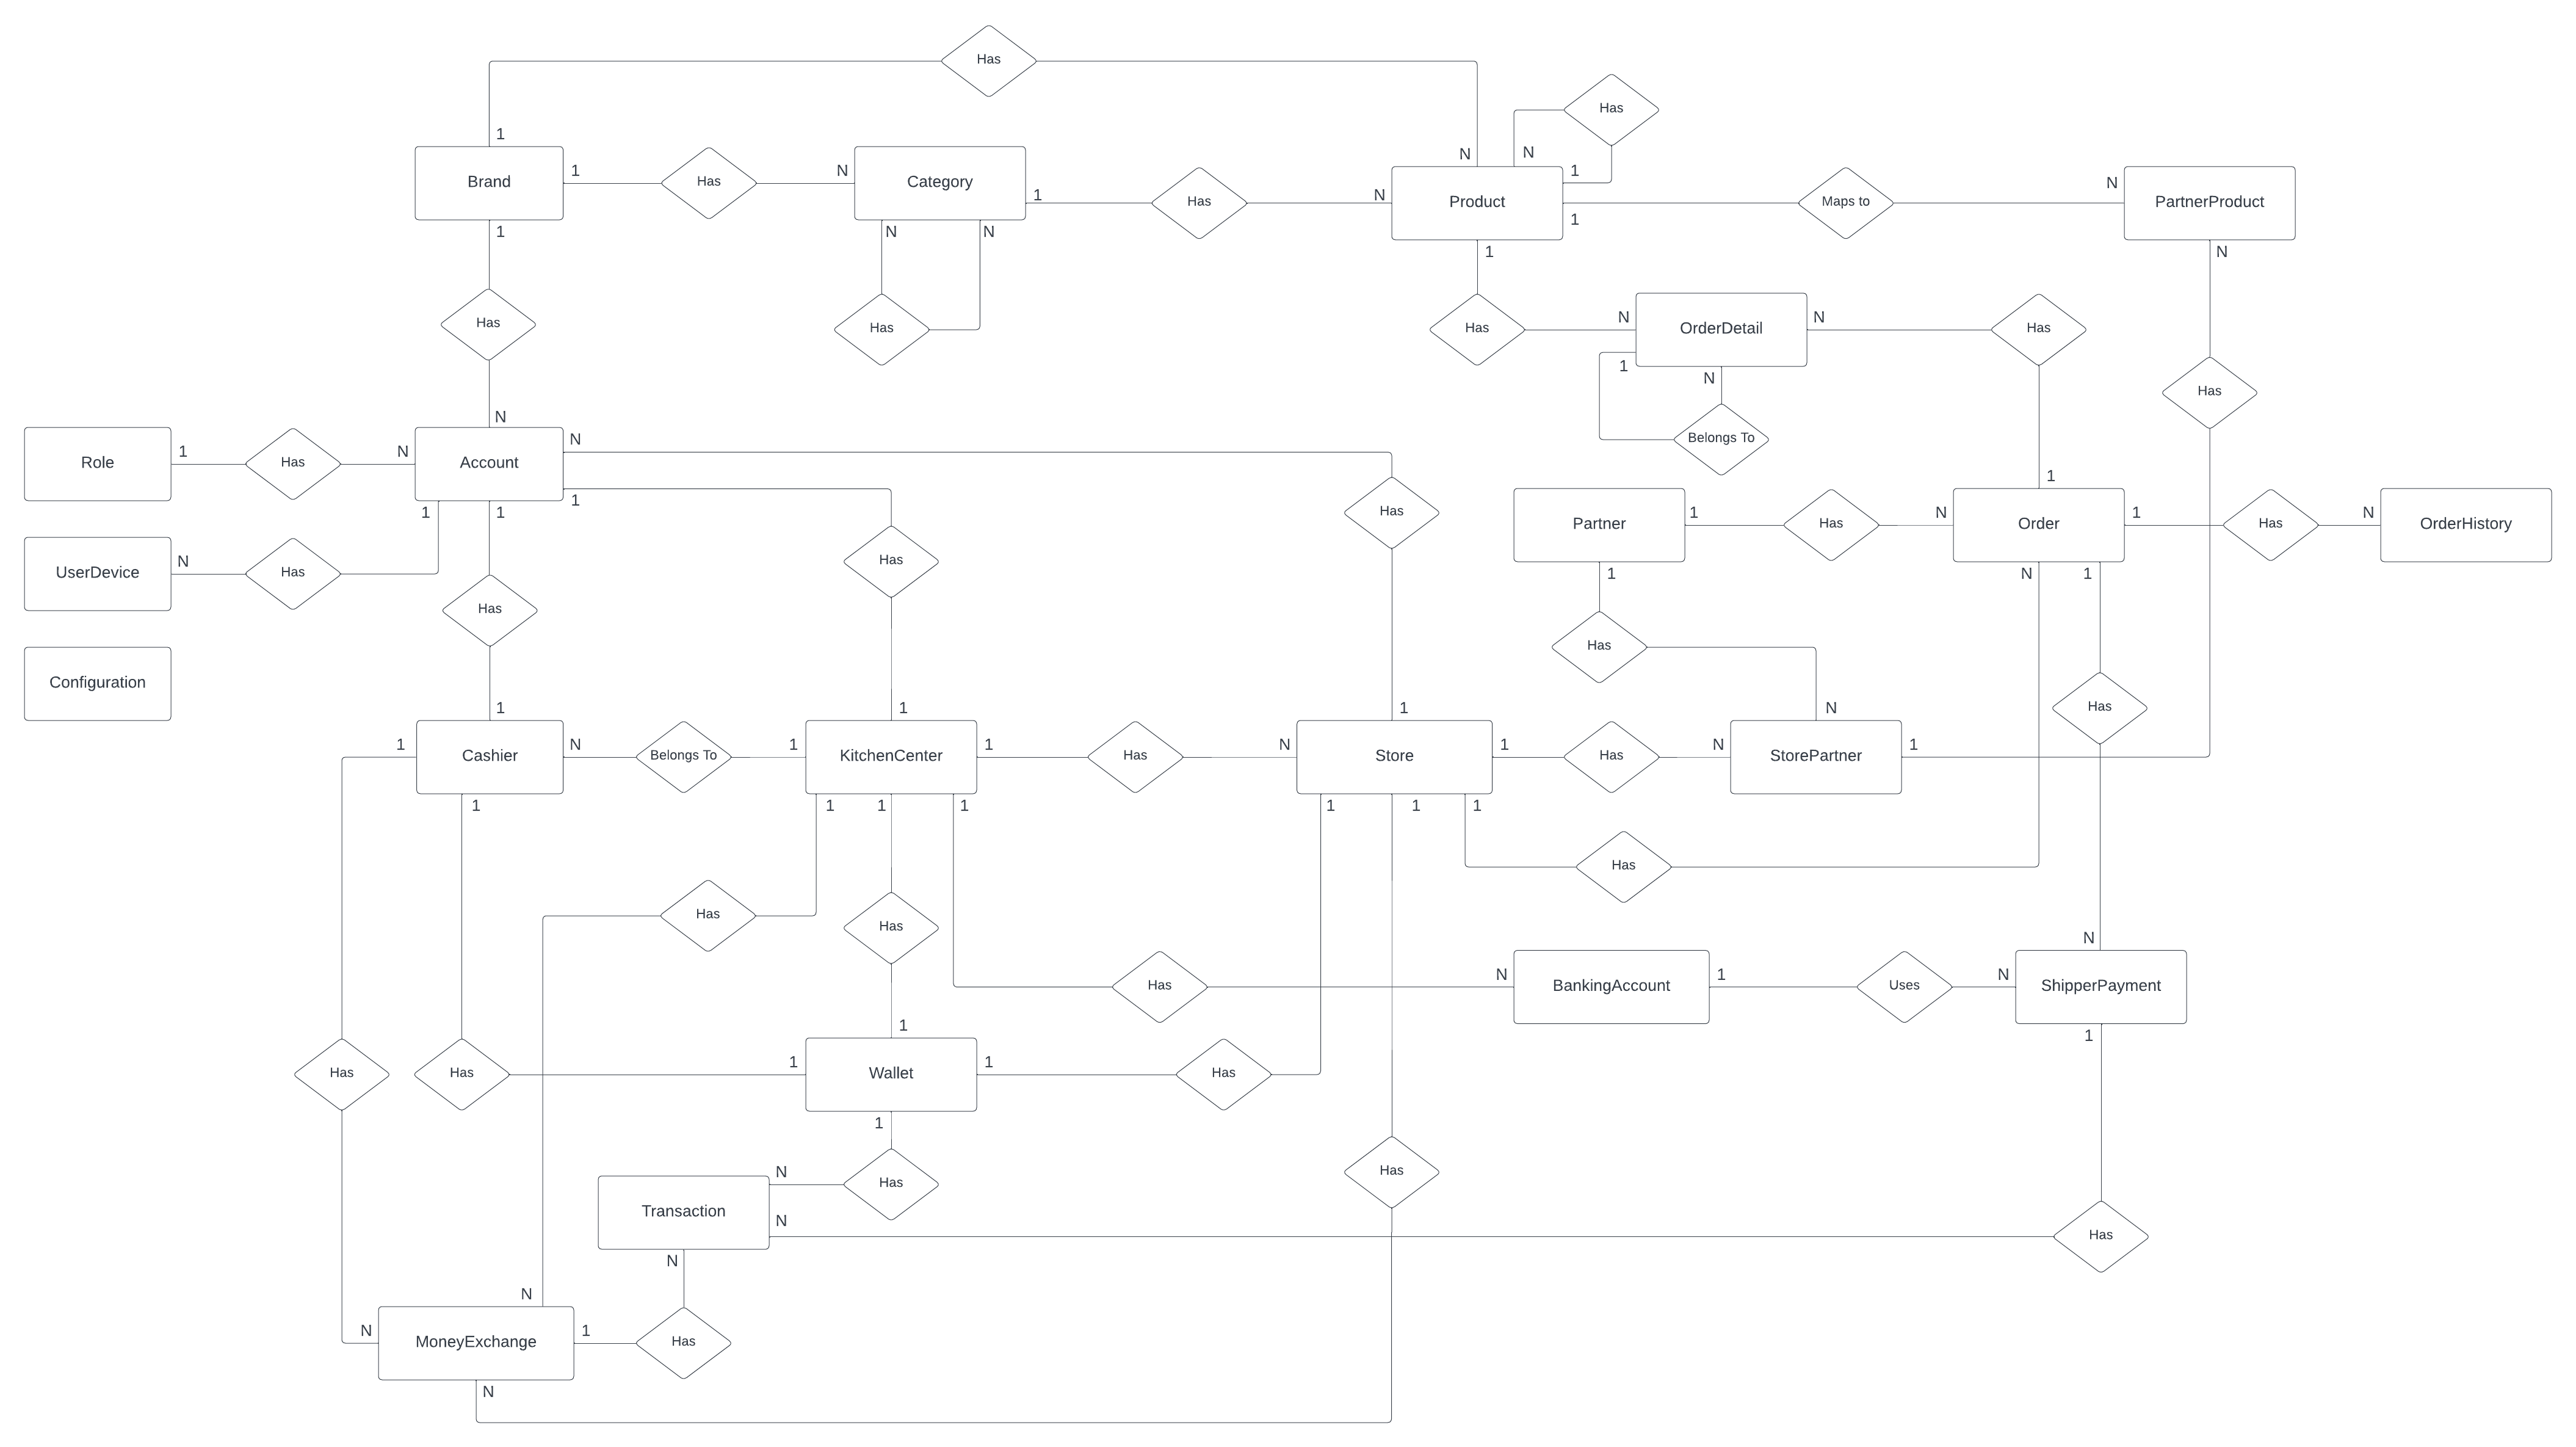 Has
Has
1
N
N
1
Brand
1
Has
N
Category
1
Has
N
Product
1
Maps to
N
PartnerProduct
1
N
N
1
N
Has
Has
Has
N
OrderDetail
N
Has
1
N
Has
Belongs To
N
N
Role
1
Has
N
Account
1
Has
1
1
1
Partner
1
Has
N
Order
1
Has
N
OrderHistory
UserDevice
N
Has
Has
Has
1
N
1
Configuration
Has
Has
1
1
1
N
1
Cashier
N
Belongs To
1
KitchenCenter
1
Has
N
Store
1
Has
N
StorePartner
1
Has
1
1
1
1
1
1
1
Has
Has
Has
N
Has
N
BankingAccount
1
Uses
N
ShipperPayment
1
1
Has
Has
1
Wallet
1
Has
1
N
Has
Has
Transaction
N
Has
N
N
MoneyExchange
N
1
Has
N